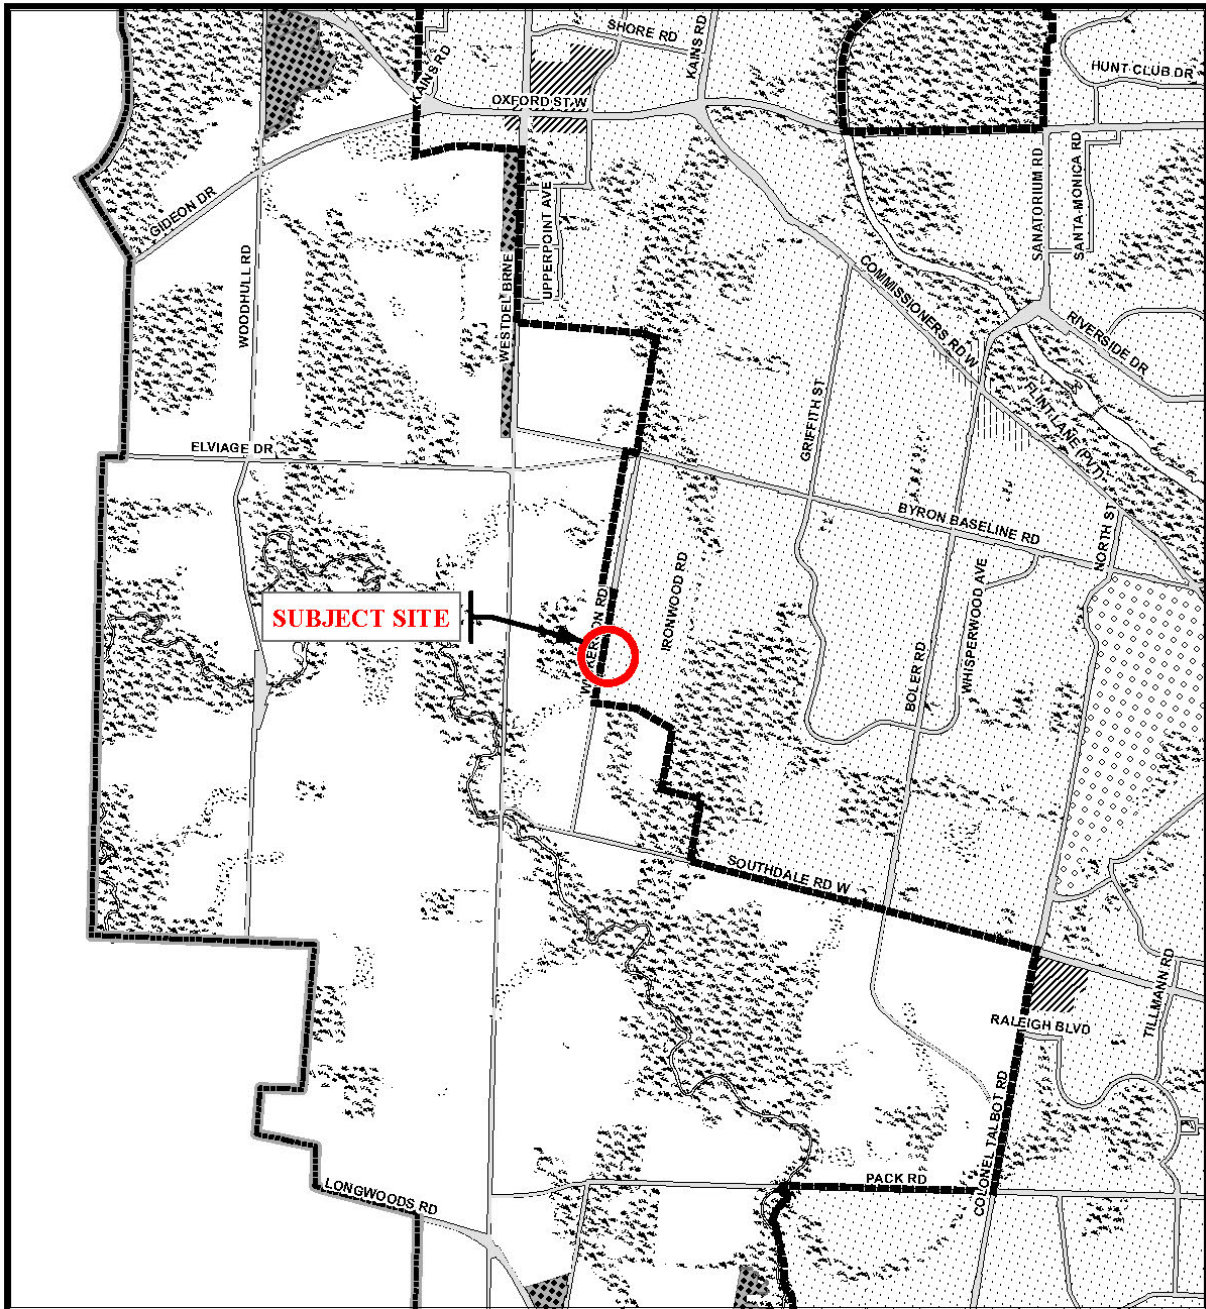 SHORE RD
KAINS RD
KAINS RD
HUNT CLUB DR
OXFORD ST W
GIDEON DR
WOODHULL RD
WESTDEL BRNE
UPPERPOINT AVE
SANATORIUM RD
SANTA MONICA RD
COMMISSIONERS RD W
RIVERSIDE DR
GRIFFITH ST
FLINT LANE (PVT)
ELVIAGE DR
BYRON BASELINE RD
NORTH ST
IRONWOOD RD
WHISPERWOOD AVE
SUBJECT SITE
BOLER RD
SOUTHDALE RD W
TILLMANN RD
RALEIGH BLVD
COLONEL TALBOT RD
PACK RD
LONGWOODS RD